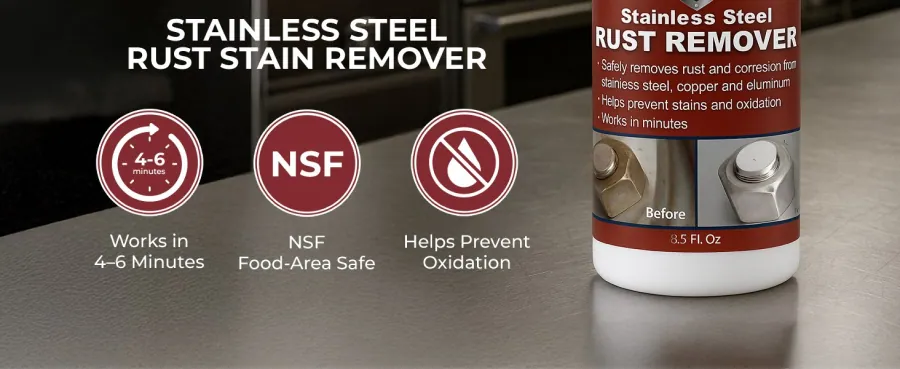 STAINLESS STEEL
RUST STAIN REMOVER
4-6
minutes
Works in
4–6 Minutes
NSF
NSF
Food-Area Safe
Helps Prevent
Oxidation
Stainless Steel
RUST REMOVER
· Safely removes rust and corresion from
stainless steel, copper and eluminum
· Helps prevent stains and oxidation
· Works in minutes
Before
8.5 Fl. Oz